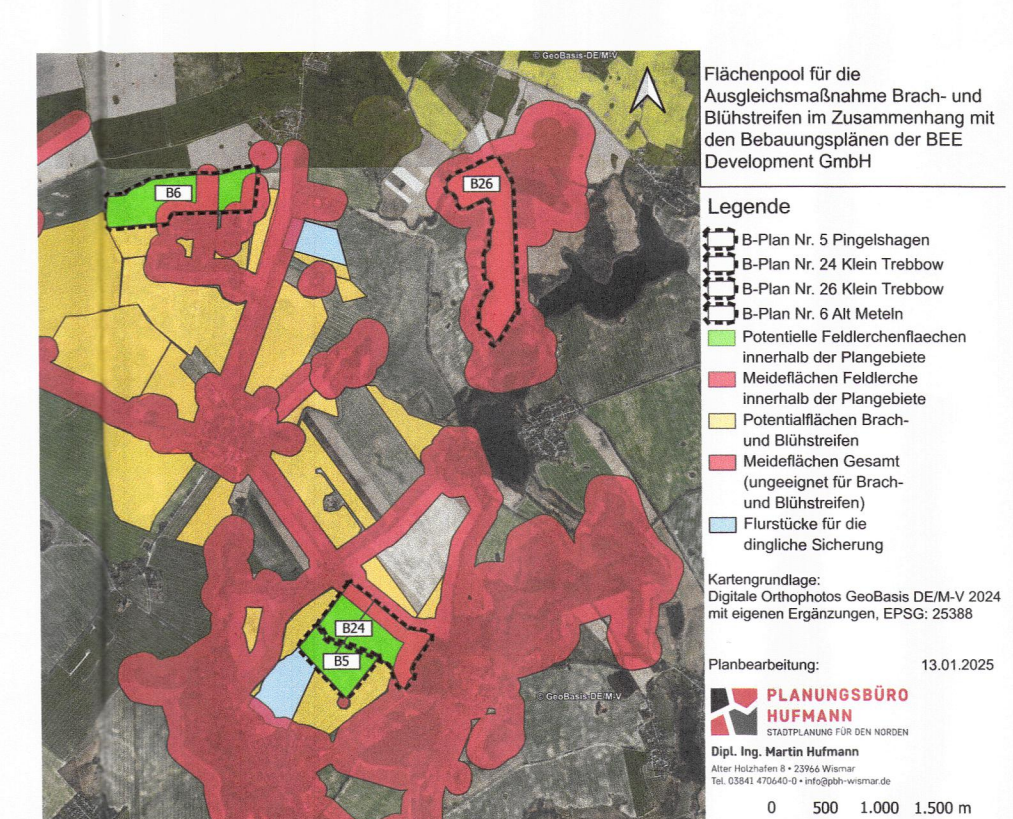 © GeoBasis-DE/M-V
B6
B26
B24
B5
© GeoBasis-DE/M-V
Flächenpool für die
Ausgleichsmaßnahme Brach- und
Blühstreifen im Zusammenhang mit
den Bebauungsplänen der BEE
Development GmbH
Legende
B-Plan Nr. 5 Pingelshagen
B-Plan Nr. 24 Klein Trebbow
B-Plan Nr. 26 Klein Trebbow
B-Plan Nr. 6 Alt Meteln
Potentielle Feldlerchenflaechen
innerhalb der Plangebiete
Meideflächen Feldlerche
innerhalb der Plangebiete
Potentialflächen Brach-
und Blühstreifen
Meideflächen Gesamt
(ungeeignet für Brach-
und Blühstreifen)
Flurstücke für die
dingliche Sicherung
Kartengrundlage:
Digitale Orthophotos GeoBasis DE/M-V 2024
mit eigenen Ergänzungen, EPSG: 25388
Planbearbeitung: 13.01.2025
PLANUNGSBÜRO
HUFMANN
STADTPLANUNG FÜR DEN NORDEN
Dipl. Ing. Martin Hufmann
Alter Holzhafen 8 • 23966 Wismar
Tel. 03841 470640-0 • info@pbh-wismar.de
0 500 1.000 1.500 m